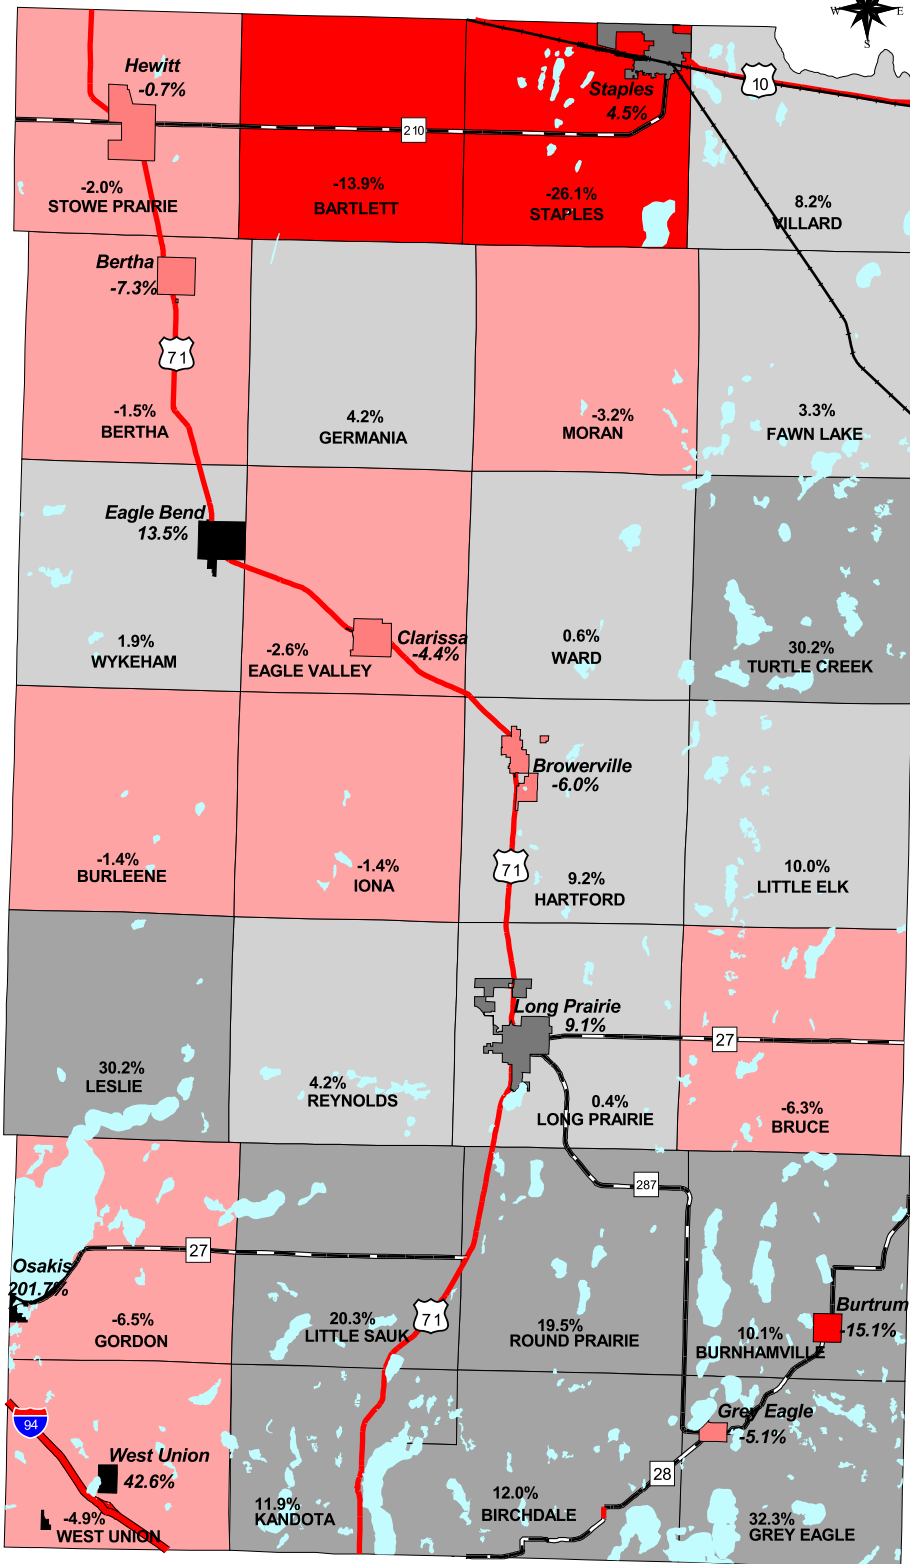 W E
S
10
Hewitt
-0.7%
Staples
4.5%
210
-2.0%
STOWE PRAIRIE
-13.9%
BARTLETT
-26.1%
STAPLES
8.2%
VILLARD
Bertha
-7.3%
71
-1.5%
BERTHA
4.2%
GERMANIA
-3.2%
MORAN
3.3%
FAWN LAKE
Eagle Bend
13.5%
1.9%
WYKEHAM
-2.6%
EAGLE VALLEY
Clarissa
-4.4%
0.6%
WARD
30.2%
TURTLE CREEK
Browerville
-6.0%
-1.4%
BURLEENE
-1.4%
IONA
71
9.2%
HARTFORD
10.0%
LITTLE ELK
Long Prairie
9.1%
27
30.2%
LESLIE
4.2%
REYNOLDS
0.4%
LONG PRAIRIE
-6.3%
BRUCE
287
27
Osakis
201.7%
-6.5%
GORDON
20.3%
LITTLE SAUK
71
19.5%
ROUND PRAIRIE
10.1%
BURNHAMVILLE
Burtrum
-15.1%
94
West Union
42.6%
-4.9%
WEST UNION
11.9%
KANDOTA
12.0%
BIRCHDALE
28
Grey Eagle
-5.1%
32.3%
GREY EAGLE